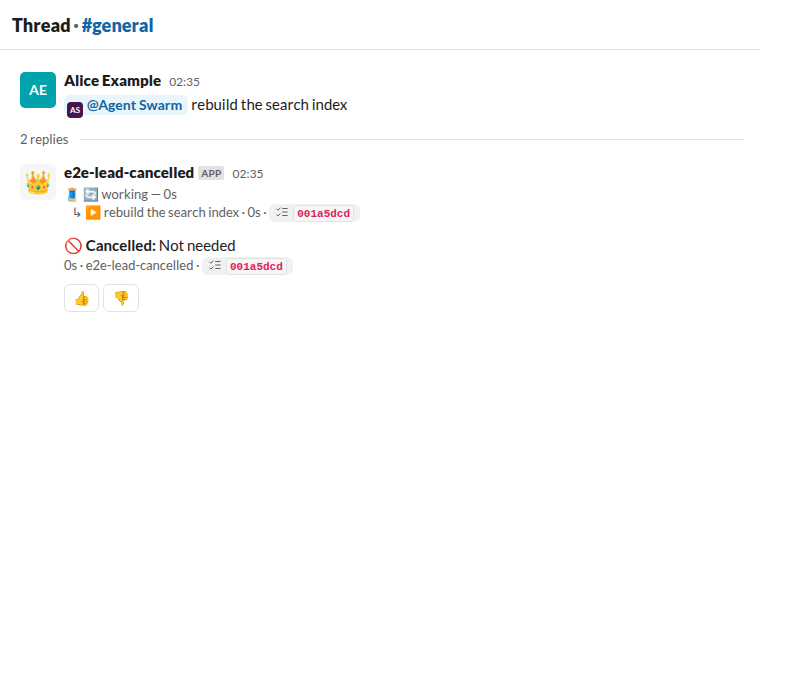 Thread • #general
AE
Alice Example 02:35
AS @Agent Swarm rebuild the search index
2 replies
e2e-lead-cancelled APP 02:35
🧵 🔄 working — 0s
↳ ▶️ rebuild the search index · 0s · 001a5dcd
🚫 Cancelled: Not needed
0s · e2e-lead-cancelled · 001a5dcd
👍 👎